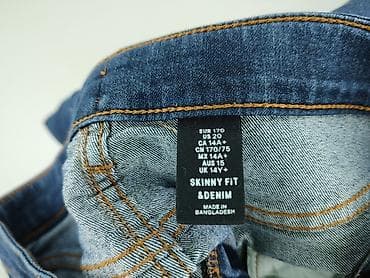 EUR 170
US 20
CA 14A+
CN 170/75
MX 14A+
AUS 15
UK 14Y+
SKINNY FIT
&DENIM
MADE IN
BANGLADESH